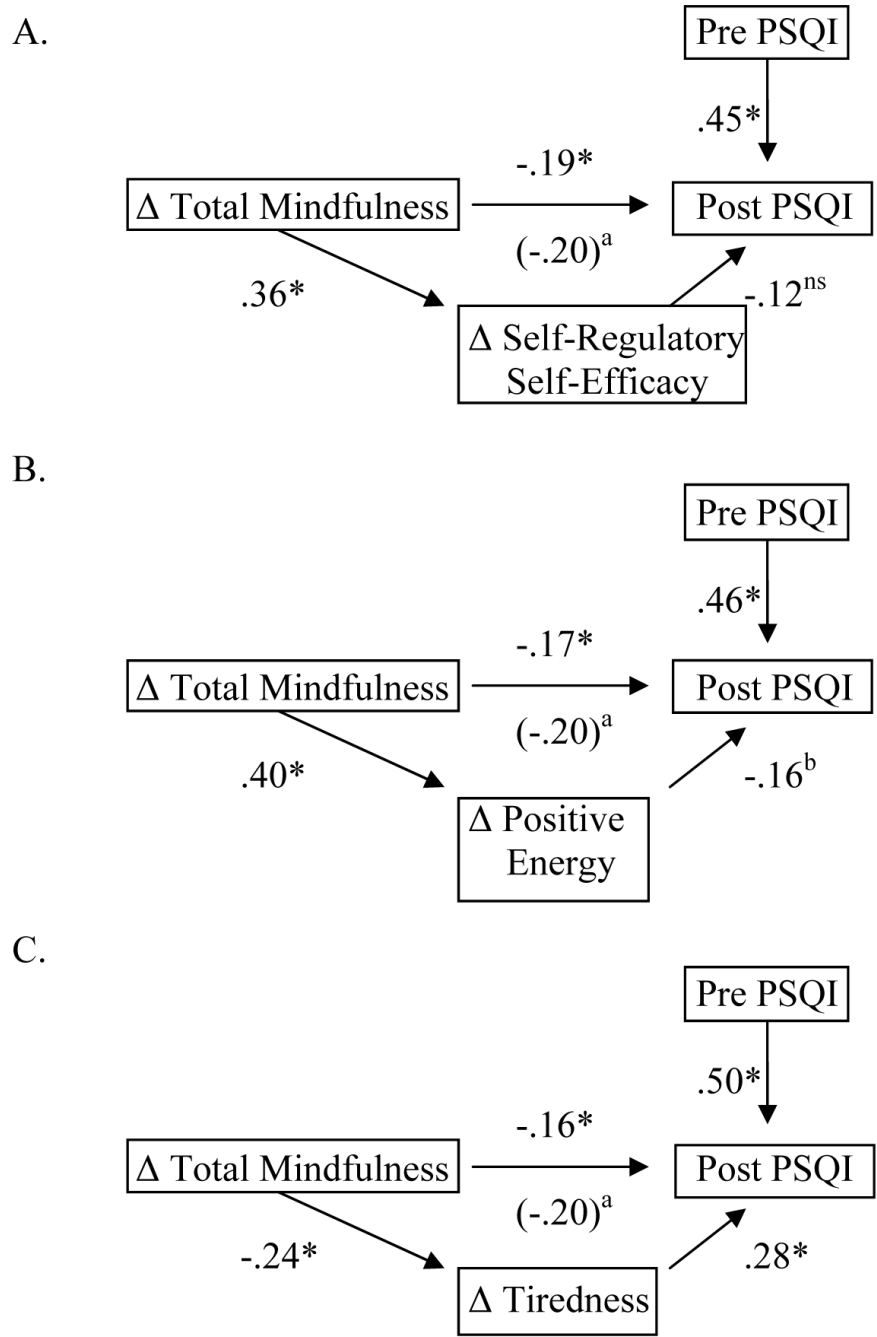 A.
Pre PSQI
.45*
-.19*
Δ Total Mindfulness
Post PSQI
(-.20)ᵃ
.36*
-.12ⁿˢ
Δ Self-Regulatory
Self-Efficacy
B.
Pre PSQI
.46*
-.17*
Δ Total Mindfulness
Post PSQI
(-.20)ᵃ
.40*
-.16ᵇ
Δ Positive
Energy
C.
Pre PSQI
.50*
-.16*
Δ Total Mindfulness
Post PSQI
(-.20)ᵃ
-.24*
.28*
Δ Tiredness